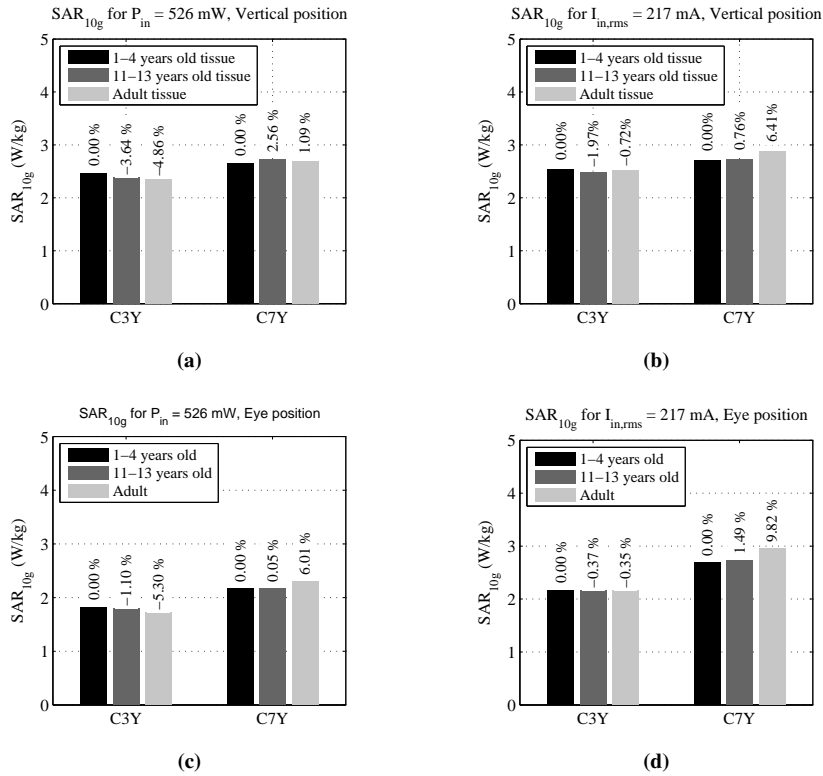 SAR10g for Pin = 526 mW, Vertical position
5
4
3
2
1
0
SAR10g (W/kg)
1–4 years old tissue
11–13 years old tissue
Adult tissue
0.00 %
−3.64 %
−4.86 %
0.00 %
2.56 %
1.09 %
C3Y
C7Y
(a)
SAR10g for Iin,rms = 217 mA, Vertical position
5
4
3
2
1
0
SAR10g (W/kg)
1–4 years old tissue
11–13 years old tissue
Adult tissue
0.00%
−1.97%
−0.72%
0.00%
0.76%
6.41%
C3Y
C7Y
(b)
SAR10g for Pin = 526 mW, Eye position
5
4
3
2
1
0
SAR10g (W/kg)
1–4 years old
11–13 years old
Adult
0.00 %
−1.10 %
−5.30 %
0.00 %
0.05 %
6.01 %
C3Y
C7Y
(c)
SAR10g for Iin,rms = 217 mA, Eye position
5
4
3
2
1
0
SAR10g (W/kg)
1–4 years old
11–13 years old
Adult
0.00 %
−0.37 %
−0.35 %
0.00 %
1.49 %
9.82 %
C3Y
C7Y
(d)